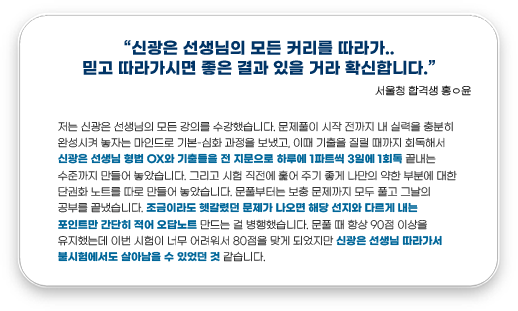 “신광은 선생님의 모든 커리를 따라가..
믿고 따라가시면 좋은 결과 있을 거라 확신합니다.”
서울청 합격생 홍ㅇ윤
저는 신광은 선생님의 모든 강의를 수강했습니다. 문제풀이 시작 전까지 내 실력을 충분히
완성시켜 놓자는 마인드로 기본-심화 과정을 보냈고, 이때 기출을 질릴 때까지 회독해서
신광은 선생님 형법 OX와 기출들을 전 지문으로 하루에 1파트씩 3일에 1회독 끝내는
수준까지 만들어 놓았습니다. 그리고 시험 직전에 훑어 주기 좋게 나만의 약한 부분에 대한
단권화 노트를 따로 만들어 놓았습니다. 문풀부터는 보충 문제까지 모두 풀고 그날의
공부를 끝냈습니다. 조금이라도 헷갈렸던 문제가 나오면 해당 선지와 다르게 내는
포인트만 간단히 적어 오답노트 만드는 걸 병행했습니다. 문풀 때 항상 90점 이상을
유지했는데 이번 시험이 너무 어려워서 80점을 맞게 되었지만 신광은 선생님 따라가서
불시험에서도 살아남을 수 있었던 것 같습니다.